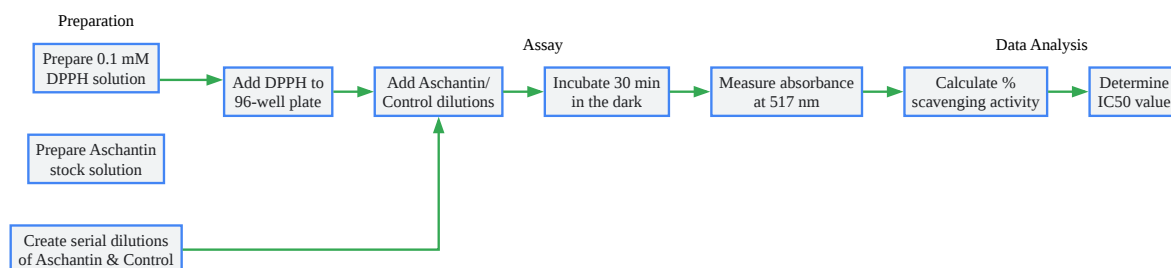 Preparation
Prepare 0.1 mM
DPPH solution
Prepare Aschantin
stock solution
Create serial dilutions
of Aschantin & Control
Assay
Add DPPH to
96-well plate
Add Aschantin/
Control dilutions
Incubate 30 min
in the dark
Measure absorbance
at 517 nm
Data Analysis
Calculate %
scavenging activity
Determine
IC50 value